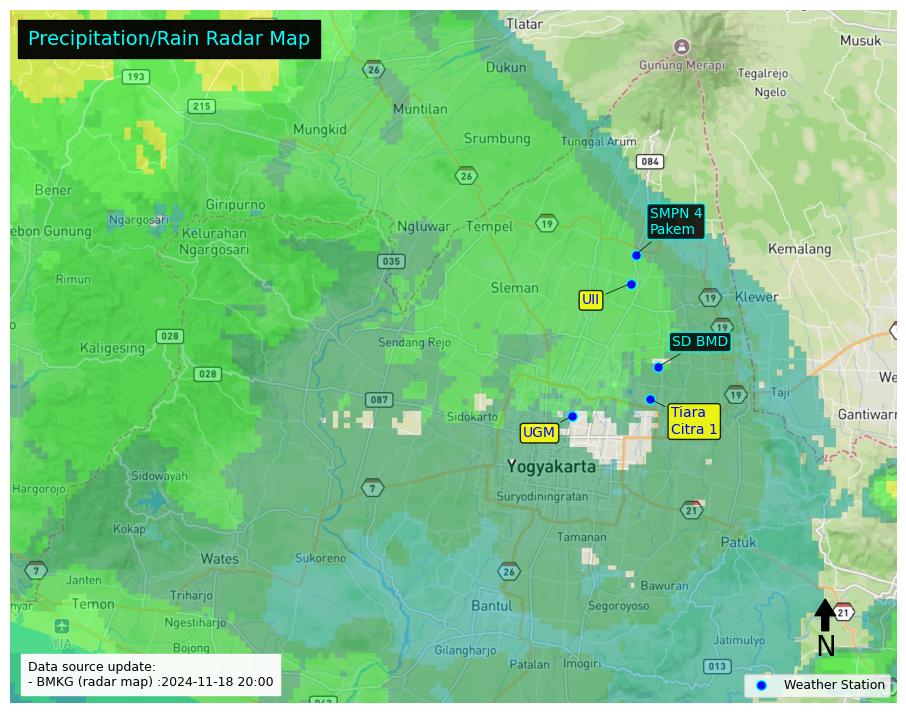 Precipitation/Rain Radar Map
Tlatar
Musuk
193
26
Dukun
Gunung Merapi
Tegalrejo
Ngelo
215
Muntilan
Mungkid
Srumbung
Tunggal Arum
084
26
Bener
Giripurno
Ngargosari
ebon Gunung
Kelurahan
Ngargosari
Ngluwar
Tempel
19
SMPN 4
Pakem
Kemalang
035
Rimun
Sleman
UII
19
Klewer
19
028
Kaligesing
Sendang Rejo
SD BMD
028
We
087
Sidokarto
19
Taji
Tiara
Citra 1
Gantiwarn
UGM
Yogyakarta
Sidowayah
Hargorojo
7
Suryodiningratan
21
Kokap
Tamanan
Patuk
Wates
Sukoreno
7
Janten
26
Bawuran
Temon
Triharjo
Bantul
Segoroyoso
nyar
Ngestiharjo
21
YIA
Bojong
Gilangharjo
Jatimulyo
N
Patalan
Imogiri
013
Data source update:
- BMKG (radar map) :2024-11-18 20:00
Weather Station